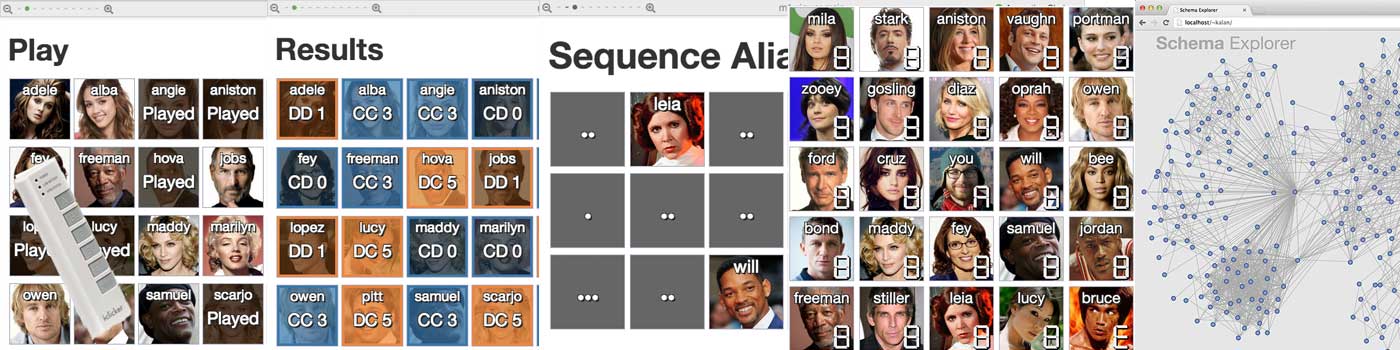 Play
adele
alba
angie
Played
aniston
Played
fey
freeman
hova
Played
jobs
Played
lucy
Played
maddy
marilyn
owen
samuel
scarjo
Played
iclicker
Results
adele
DD 1
alba
CC 3
angie
CC 3
aniston
CD 0
fey
CD 0
freeman
CC 3
hova
DC 5
jobs
DD 1
lopez
DD 1
lucy
DC 5
maddy
CD 0
marilyn
CD 0
owen
CC 3
pitt
DC 5
samuel
CC 3
scarjo
DC 5
Sequence Alia
leia
will
mila
stark
aniston
vaughn
portman
zooey
gosling
diaz
oprah
owen
ford
cruz
you
A
will
bee
bond
maddy
fey
samuel
jordan
freeman
stiller
leia
lucy
bruce
E
Schema Explorer
localhost/~kalan/
Schema Explorer